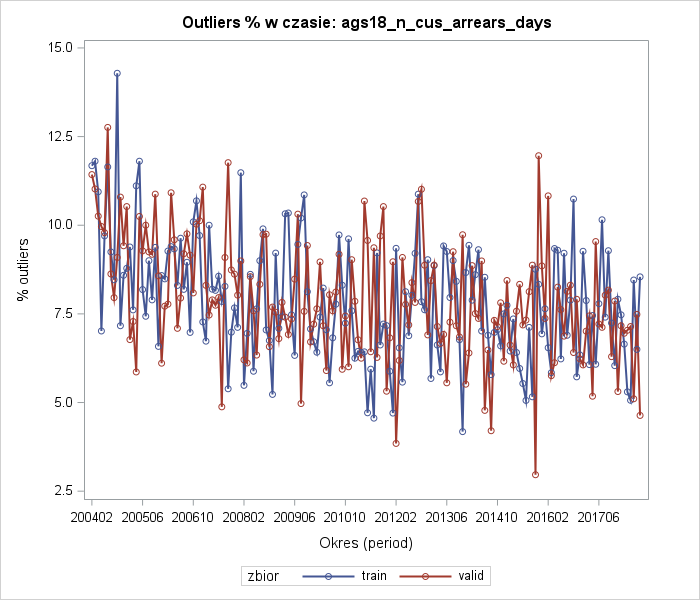 Outliers % w czasie: ags18_n_cus_arrears_days
15.0
12.5
10.0
7.5
5.0
2.5
% outliers
200402 200506 200610 200802 200906 201010 201202 201306 201410 201602 201706
Okres (period)
zbior train valid